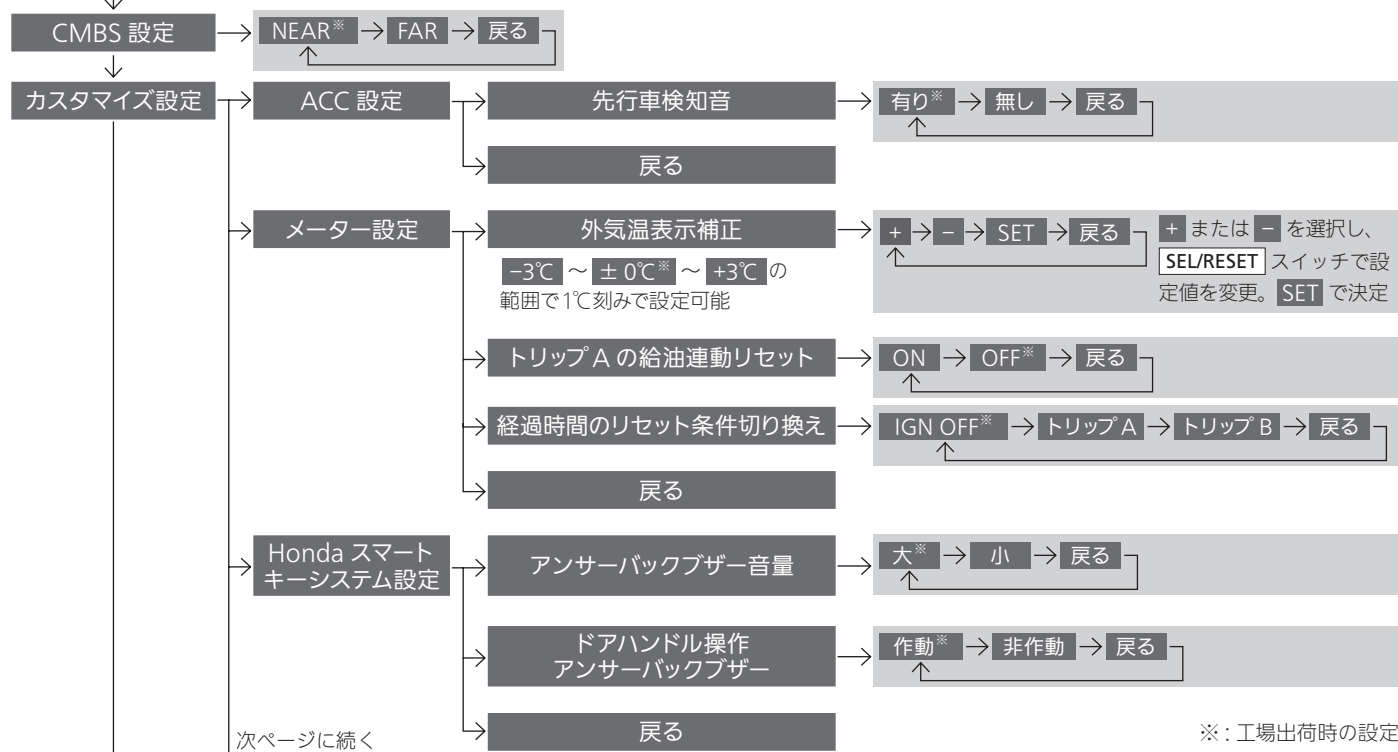 CMBS 設定
NEAR※ FAR 戻る
カスタマイズ設定
ACC 設定
先行車検知音
有り※ 無し 戻る
戻る
メーター設定
外気温表示補正
−3℃ ～ ± 0℃※ ～ +3℃ の
範囲で1℃刻みで設定可能
+ − SET 戻る
+ または − を選択し、
SEL/RESET スイッチで設
定値を変更。 SET で決定
トリップ A の給油連動リセット
ON OFF※ 戻る
経過時間のリセット条件切り換え
IGN OFF※ トリップ A トリップ B 戻る
戻る
Honda スマート
キーシステム設定
アンサーバックブザー音量
大※ 小 戻る
ドアハンドル操作
アンサーバックブザー
作動※ 非作動 戻る
戻る
次ページに続く
※ : 工場出荷時の設定